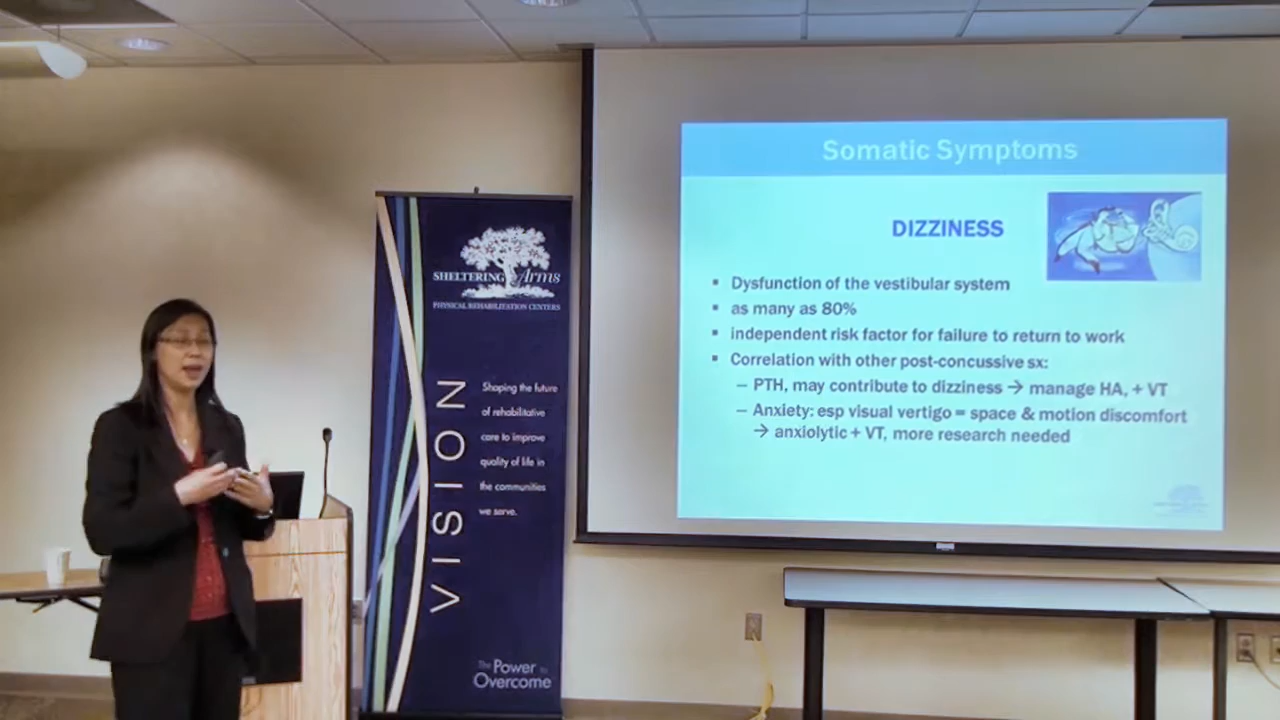 SHELTERING Arms
PHYSICAL REHABILITATION CENTERS
VISION
Shaping the future
of rehabilitative
care to improve
quality of life in
the communities
we serve.
The Power to
Overcome
Somatic Symptoms
DIZZINESS
▪ Dysfunction of the vestibular system
▪ as many as 80%
▪ independent risk factor for failure to return to work
▪ Correlation with other post-concussive sx:
– PTH, may contribute to dizziness → manage HA, + VT
– Anxiety: esp visual vertigo = space & motion discomfort
→ anxiolytic + VT, more research needed